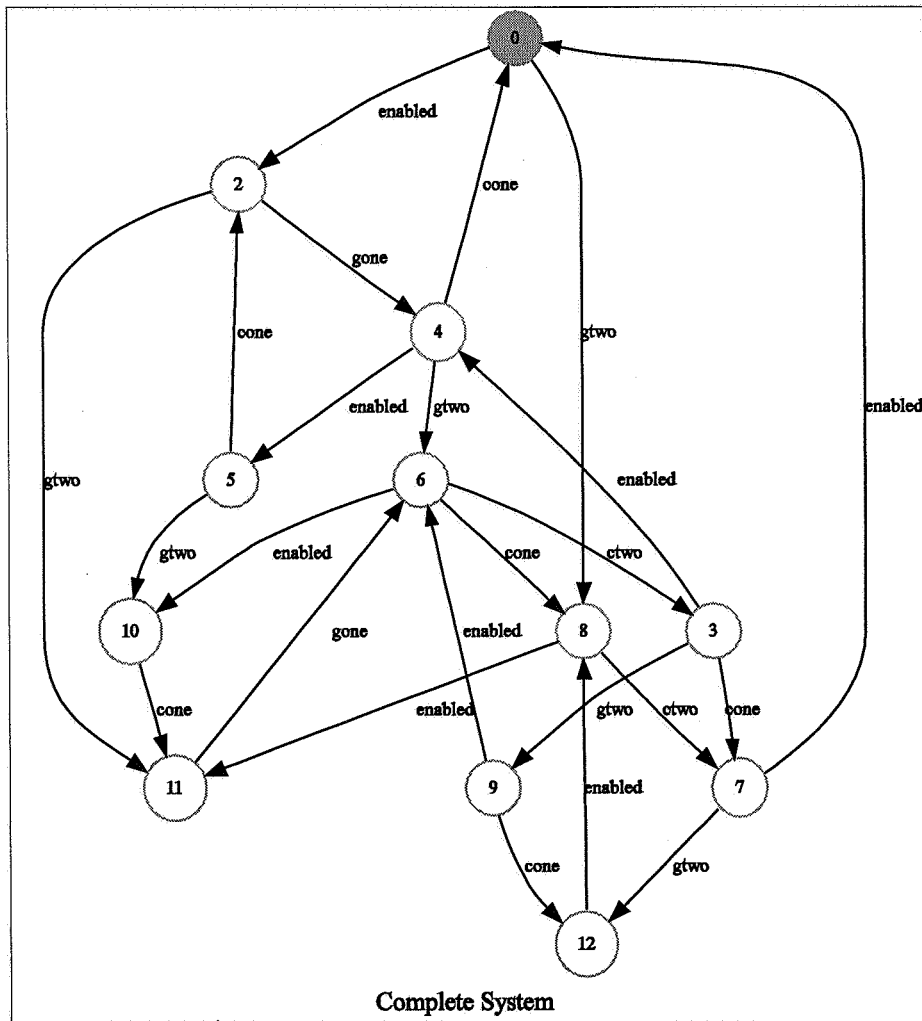 0
enabled
2
cone
gone
4
cone
gtwo
enabled
gtwo
enabled
gtwo
5
6
enabled
gtwo
enabled
cone
ctwo
10
gone
enabled
8
3
cone
enabled
gtwo
ctwo
cone
11
9
enabled
7
cone
gtwo
12
Complete System